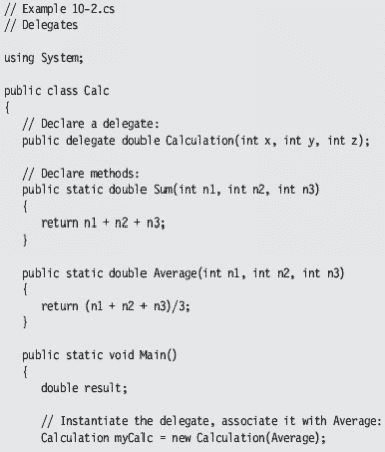 // Example 10-2.cs
// Delegates
using System;
public class Calc
{
// Declare a delegate:
public delegate double Calculation(int x, int y, int z);
// Declare methods:
public static double Sum(int n1, int n2, int n3)
{
return n1 + n2 + n3;
}
public static double Average(int n1, int n2, int n3)
{
return (n1 + n2 + n3)/3;
}
public static void Main()
{
double result;
// Instantiate the delegate, associate it with Average:
Calculation myCalc = new Calculation(Average);